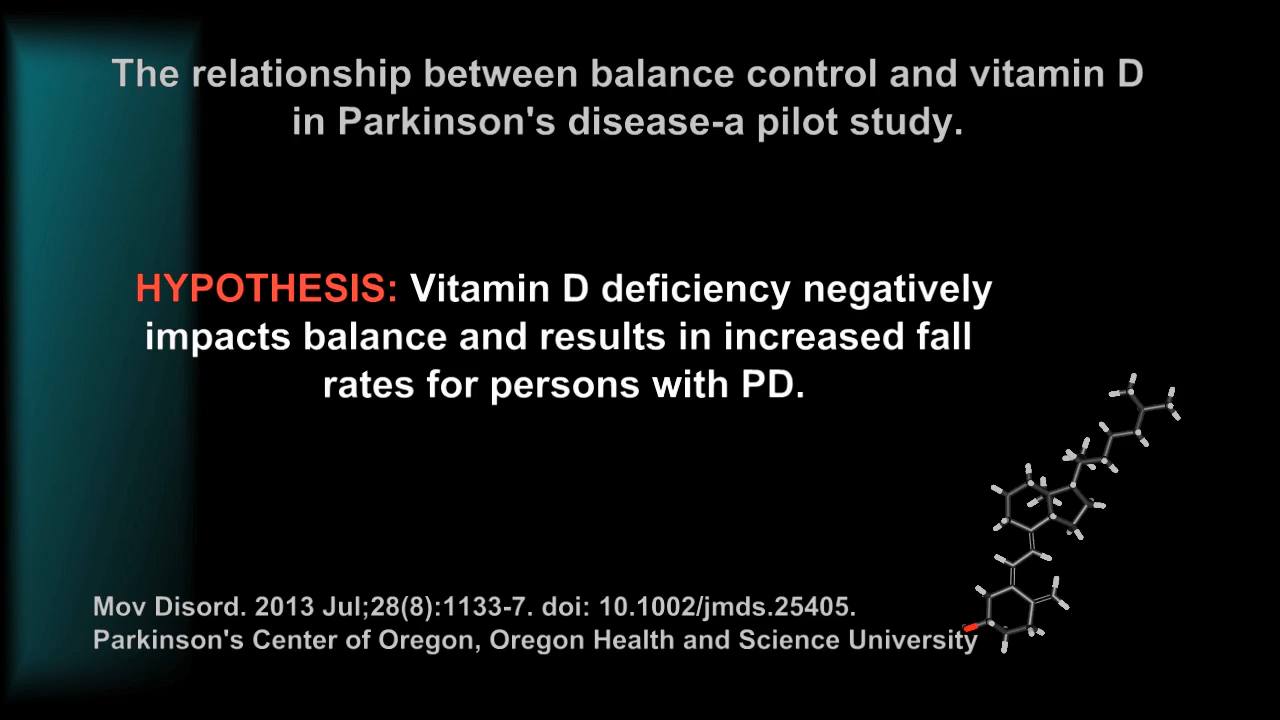 The relationship between balance control and vitamin D
in Parkinson's disease-a pilot study.
HYPOTHESIS: Vitamin D deficiency negatively
impacts balance and results in increased fall
rates for persons with PD.
Mov Disord. 2013 Jul;28(8):1133-7. doi: 10.1002/jmds.25405.
Parkinson's Center of Oregon, Oregon Health and Science University